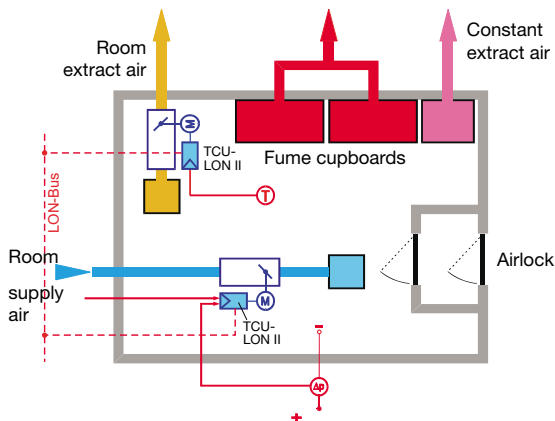 Room
extract air
Constant
extract air
M
TCU-
LON II
Fume cupboards
LON-Bus
T
Room
supply
air
Airlock
M
TCU-
LON II
-
Δp
+